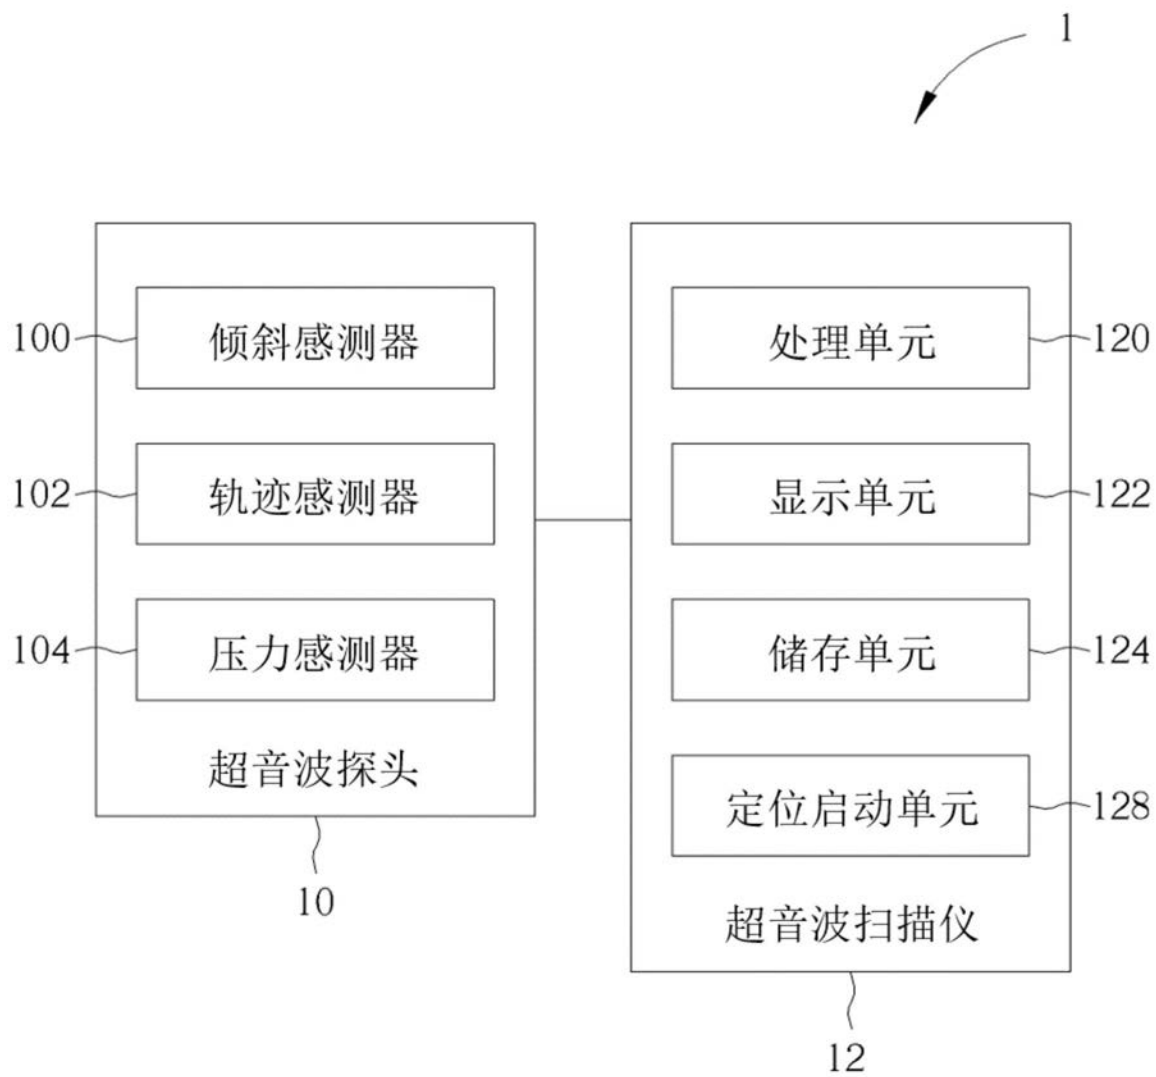 1
100
倾斜感测器
102
轨迹感测器
104
压力感测器
超音波探头
10
处理单元
120
显示单元
122
储存单元
124
定位启动单元
128
超音波扫描仪
12